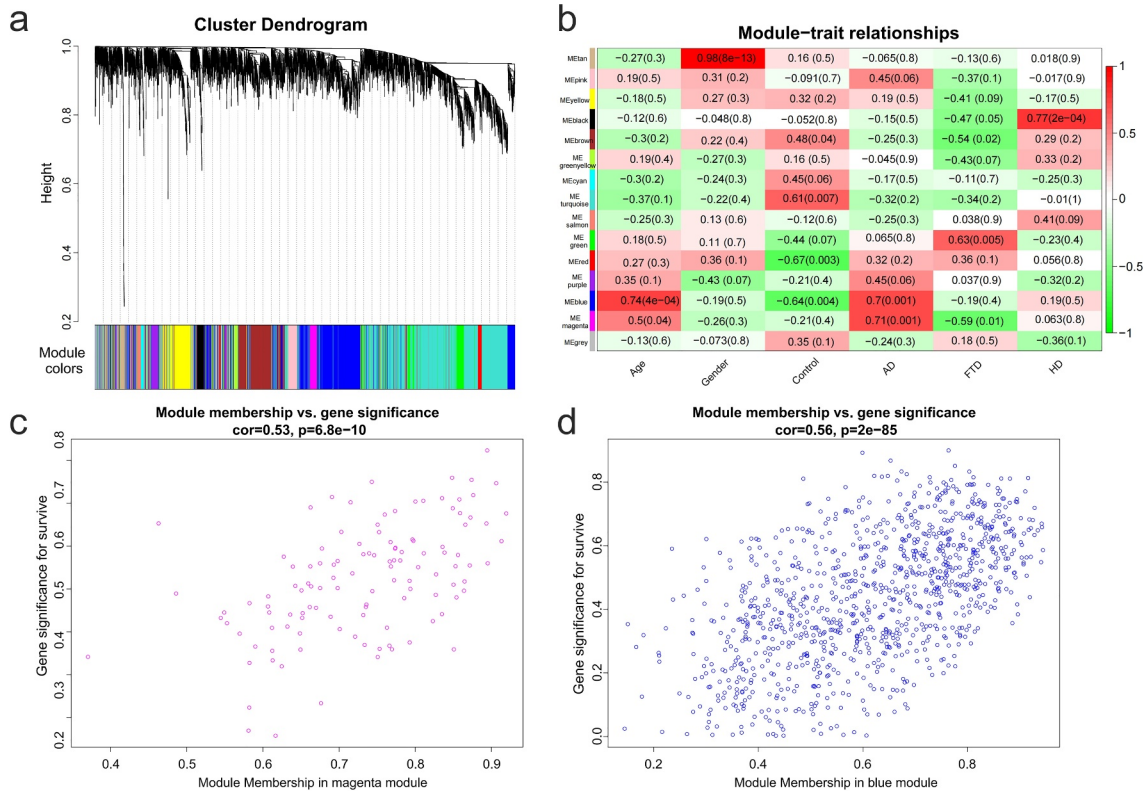 a
Cluster Dendrogram
Height
1.0
0.8
0.6
0.4
0.2
Module
colors
b
Module−trait relationships
MEtan −0.27(0.3) 0.98(8e−13) 0.16 (0.5) −0.065(0.8) −0.13(0.6) 0.018(0.9)
MEpink 0.19(0.5) 0.31 (0.2) −0.091(0.7) 0.45(0.06) −0.37(0.1) −0.017(0.9)
MEyellow −0.18(0.5) 0.27 (0.3) 0.32 (0.2) 0.19 (0.5) −0.41 (0.09) −0.17(0.5)
MEblack −0.12(0.6) −0.048(0.8) −0.052(0.8) −0.15(0.5) −0.47 (0.05) 0.77(2e−04)
MEbrown −0.3(0.2) 0.22 (0.4) 0.48(0.04) −0.25(0.3) −0.54 (0.02) 0.29 (0.2)
ME
greenyellow 0.19(0.4) −0.27(0.3) 0.16 (0.5) −0.045(0.9) −0.43(0.07) 0.33 (0.2)
MEcyan −0.3(0.2) −0.24(0.3) 0.45(0.06) −0.17(0.5) −0.11(0.7) −0.25(0.3)
ME
turquoise −0.37(0.1) −0.22(0.4) 0.61(0.007) −0.32(0.2) −0.34(0.2) −0.01(1)
ME
salmon −0.25(0.3) 0.13 (0.6) −0.12(0.6) −0.25(0.3) 0.038(0.9) 0.41(0.09)
ME
green 0.18(0.5) 0.11 (0.7) −0.44 (0.07) 0.065(0.8) 0.63(0.005) −0.23(0.4)
MEred 0.27 (0.3) 0.36 (0.1) −0.67(0.003) 0.32 (0.2) 0.36 (0.1) 0.056(0.8)
ME
purple 0.35 (0.1) −0.43 (0.07) −0.21(0.4) 0.45(0.06) 0.037(0.9) −0.32(0.2)
MEblue 0.74(4e−04) −0.19(0.5) −0.64(0.004) 0.7(0.001) −0.19(0.4) 0.19(0.5)
ME
magenta 0.5(0.04) −0.26(0.3) −0.21(0.4) 0.71(0.001) −0.59 (0.01) 0.063(0.8)
MEgrey −0.13(0.6) −0.073(0.8) 0.35 (0.1) −0.24(0.3) 0.18 (0.5) −0.36(0.1)
Age Gender Control AD FTD HD
1
0.5
0
−0.5
−1
c
Module membership vs. gene significance
cor=0.53, p=6.8e−10
Gene significance for survive
0.8
0.7
0.6
0.5
0.4
0.3
0.2
0.4 0.5 0.6 0.7 0.8 0.9
Module Membership in magenta module
d
Module membership vs. gene significance
cor=0.56, p=2e−85
Gene significance for survive
0.8
0.6
0.4
0.2
0.0
0.2 0.4 0.6 0.8
Module Membership in blue module